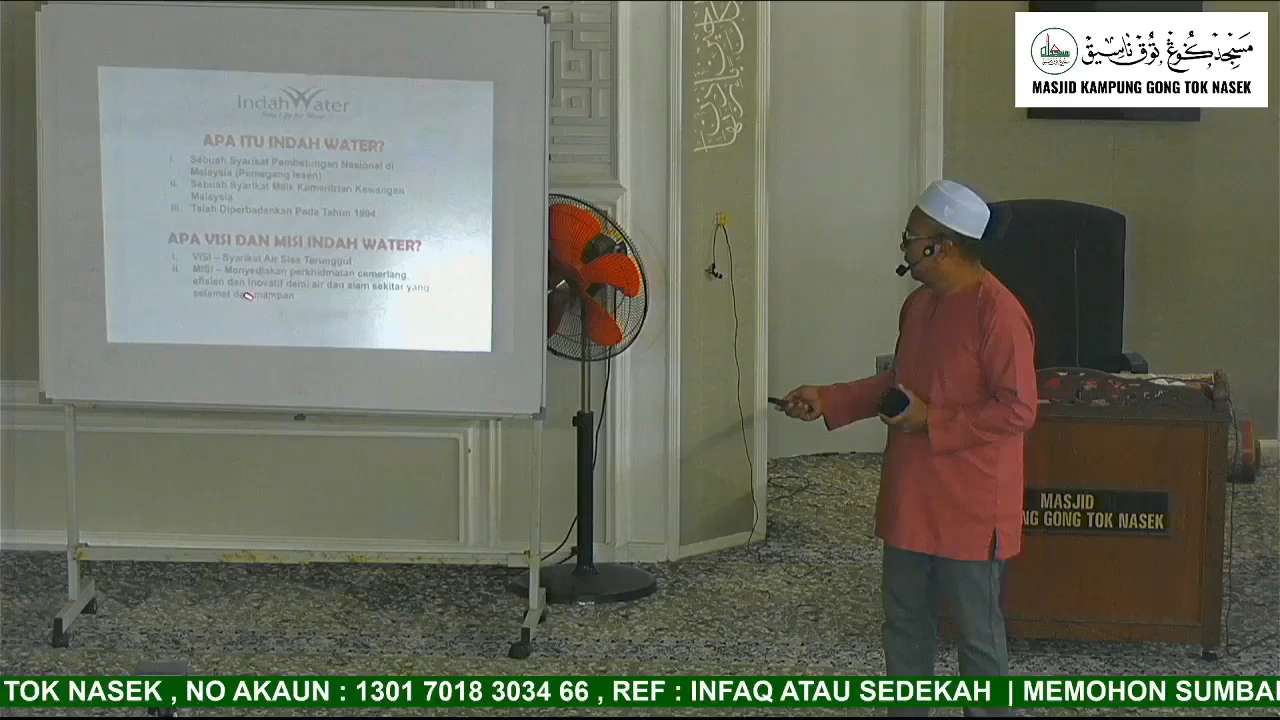 IndahWater
APA ITU INDAH WATER?
i. Sebuah Syarikat Pembetungan Nasional di
Malaysia (Pemegang lesen)
ii. Sebuah Syarikat Milik Kementrian Kewangan
Malaysia
iii. Telah Diperbadankan Pada Tahun 1994
APA VISI DAN MISI INDAH WATER?
i. VISI – Syarikat Air Sisa Terunggul
ii. MISI – Menyediakan perkhidmatan cemerlang,
efisien dan inovatif demi air dan alam sekitar yang
selamat dan mampan
مسجد كموڠ ݢوڠ توق ناسيق
MASJID KAMPUNG GONG TOK NASEK
MASJID
NG GONG TOK NASEK
TOK NASEK , NO AKAUN : 1301 7018 3034 66 , REF : INFAQ ATAU SEDEKAH | MEMOHON SUMBA